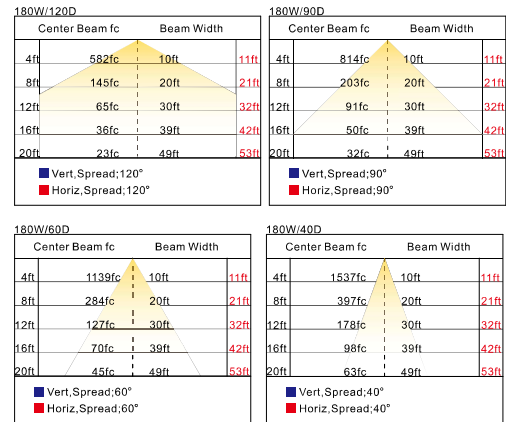 180W/120D
Center Beam fc Beam Width
4ft 582fc 10ft 11ft
8ft 145fc 20ft 21ft
12ft 65fc 30ft 32ft
16ft 36fc 39ft 42ft
20ft 23fc 49ft 53ft
Vert,Spread;120°
Horiz,Spread;120°
180W/90D
Center Beam fc Beam Width
4ft 814fc 10ft 11ft
8ft 203fc 20ft 21ft
12ft 91fc 30ft 32ft
16ft 50fc 39ft 42ft
20ft 32fc 49ft 53ft
Vert,Spread;90°
Horiz,Spread;90°
180W/60D
Center Beam fc Beam Width
4ft 1139fc 10ft 11ft
8ft 284fc 20ft 21ft
12ft 127fc 30ft 32ft
16ft 70fc 39ft 42ft
20ft 45fc 49ft 53ft
Vert,Spread;60°
Horiz,Spread;60°
180W/40D
Center Beam fc Beam Width
4ft 1537fc 10ft 11ft
8ft 397fc 20ft 21ft
12ft 178fc 30ft 32ft
16ft 98fc 39ft 42ft
20ft 63fc 49ft 53ft
Vert,Spread;40°
Horiz,Spread;40°